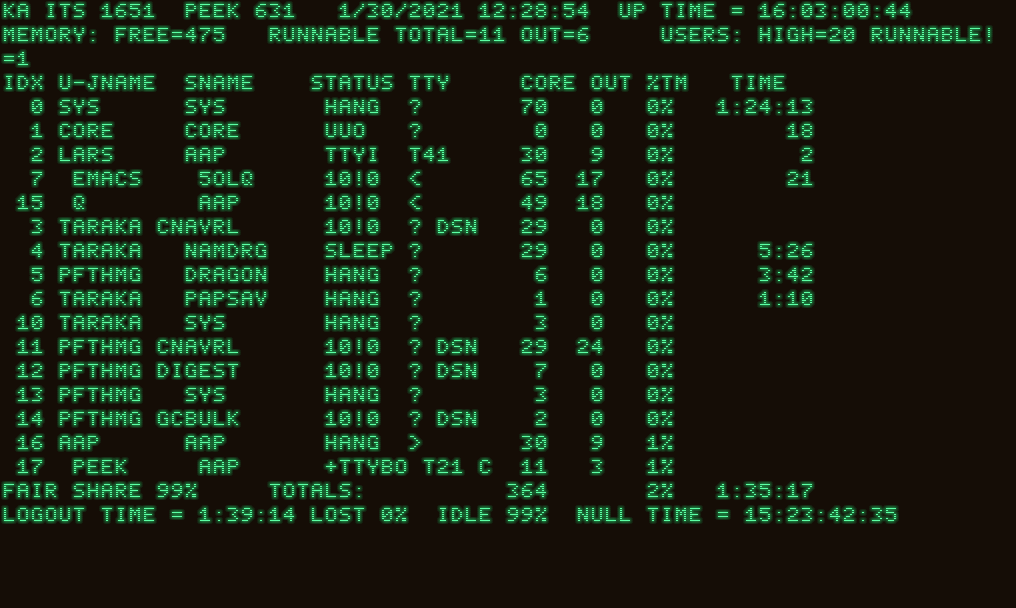 KA ITS 1651  PEEK 631   1/30/2021 12:28:54  UP TIME = 16:03:00:44
MEMORY: FREE=475   RUNNABLE TOTAL=11 OUT=6      USERS: HIGH=20 RUNNABLE!
=1
IDX U-JNAME  SNAME    STATUS TTY     CORE OUT %TM   TIME
  0 SYS      SYS       HANG  ?       70   0   0%   1:24:13
  1 CORE     CORE      UUO   ?        0   0   0%        18
  2 LARS     AAP       TTYI  T41     30   9   0%         2
  7  EMACS    5OLQ     10!0  <       65  17   0%        21
 15  Q        AAP      10!0  <       49  18   0%
  3 TARAKA CNAVRL      10!0  ? DSN   29   0   0%
  4 TARAKA   NAMDRG    SLEEP ?       29   0   0%      5:26
  5 PFTHMG   DRAGON    HANG  ?        6   0   0%      3:42
  6 TARAKA   PAPSAV    HANG  ?        1   0   0%      1:10
 10 TARAKA   SYS       HANG  ?        3   0   0%
 11 PFTHMG CNAVRL      10!0  ? DSN   29  24   0%
 12 PFTHMG DIGEST      10!0  ? DSN    7   0   0%
 13 PFTHMG   SYS       HANG  ?        3   0   0%
 14 PFTHMG GCBULK      10!0  ? DSN    2   0   0%
 16 AAP      AAP       HANG  >       30   9   1%
 17  PEEK     AAP      +TTYBO T21 C  11   3   1%
FAIR SHARE 99%     TOTALS:          364       2%   1:35:17
LOGOUT TIME = 1:39:14 LOST 0%  IDLE 99%  NULL TIME = 15:23:42:35